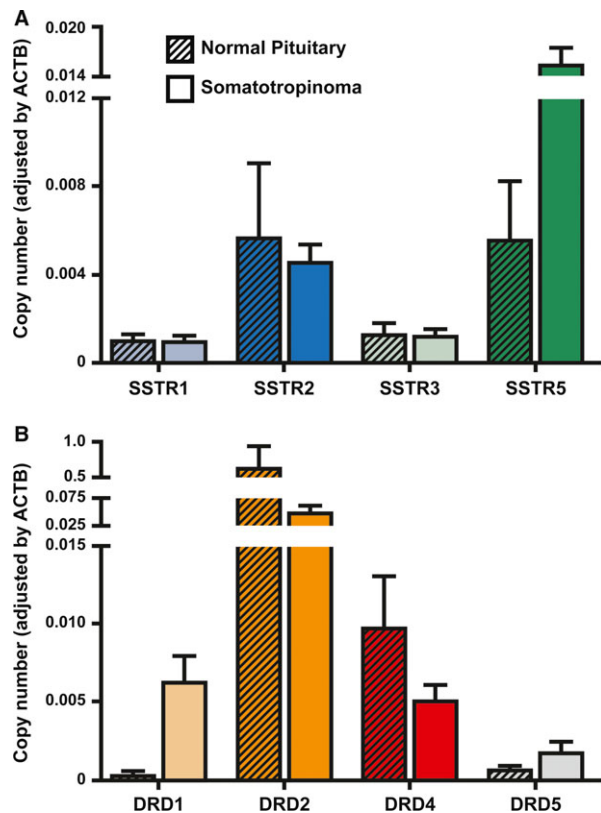 A
Copy number (adjusted by ACTB)
0.020
0.014
0.012
0.008
0.004
0
Normal Pituitary
Somatotropinoma
SSTR1 SSTR2 SSTR3 SSTR5
B
Copy number (adjusted by ACTB)
1.0
0.5
0.075
0.025
0.015
0.010
0.005
0
DRD1 DRD2 DRD4 DRD5